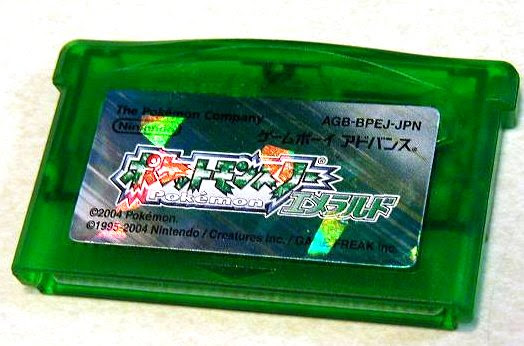 The Pokémon Company
Nintendo
AGB-BPEJ-JPN
ゲームボーイ アドバンス®
ポケットモンスター®
Pokémon
エメラルド
©2004 Pokémon.
©1995-2004 Nintendo / Creatures inc. / GAME FREAK inc.